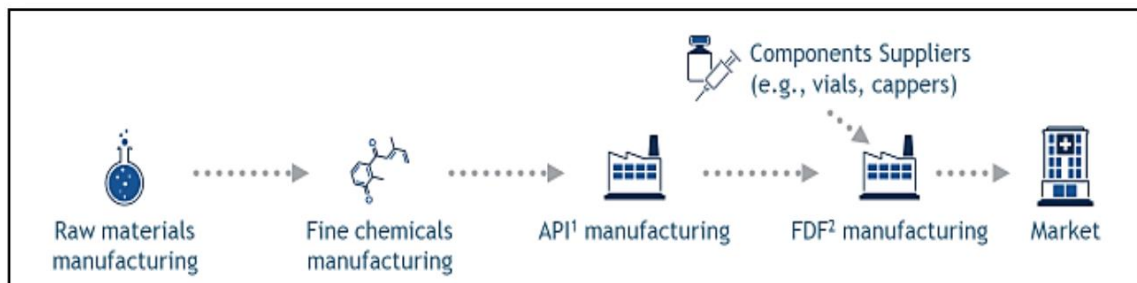 Components Suppliers
(e.g., vials, cappers)
Raw materials
manufacturing
Fine chemicals
manufacturing
API¹ manufacturing
FDF² manufacturing
Market